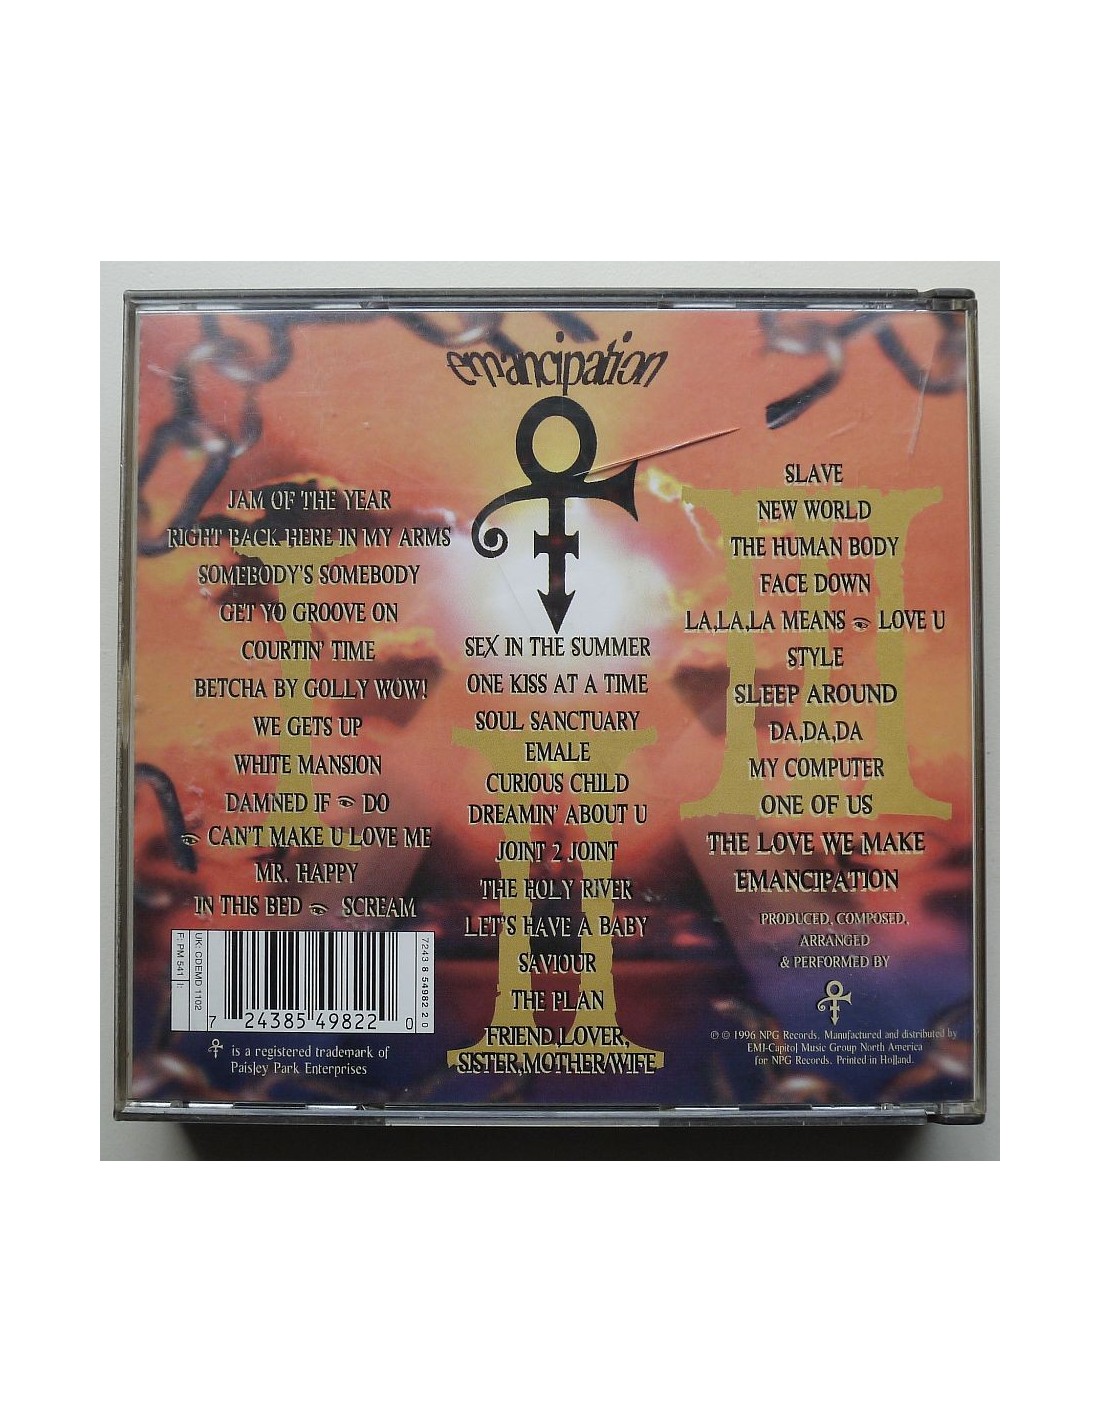 emancipation
JAM OF THE YEAR
RIGHT BACK HERE IN MY ARMS
SOMEBODY'S SOMEBODY
GET YO GROOVE ON
COURTIN' TIME
BETCHA BY GOLLY WOW!
WE GETS UP
WHITE MANSION
DAMNED IF 👁 DO
👁 CAN'T MAKE U LOVE ME
MR. HAPPY
IN THIS BED 👁 SCREAM
SEX IN THE SUMMER
ONE KISS AT A TIME
SOUL SANCTUARY
EMALE
CURIOUS CHILD
DREAMIN' ABOUT U
JOINT 2 JOINT
THE HOLY RIVER
LET'S HAVE A BABY
SAVIOUR
THE PLAN
FRIEND,LOVER,
SISTER,MOTHER/WIFE
SLAVE
NEW WORLD
THE HUMAN BODY
FACE DOWN
LA,LA,LA MEANS 👁 LOVE U
STYLE
SLEEP AROUND
DA,DA,DA
MY COMPUTER
ONE OF US
THE LOVE WE MAKE
EMANCIPATION
PRODUCED, COMPOSED,
ARRANGED
& PERFORMED BY
℗ © 1996 NPG Records. Manufactured and distributed by
EMI-Capitol Music Group North America
for NPG Records. Printed in Holland.
F: PM 541 I:
UK: CDEMD 1102
7243 8 54982 2 0
7 24385 49822 0
is a registered trademark of
Paisley Park Enterprises
I
II
III